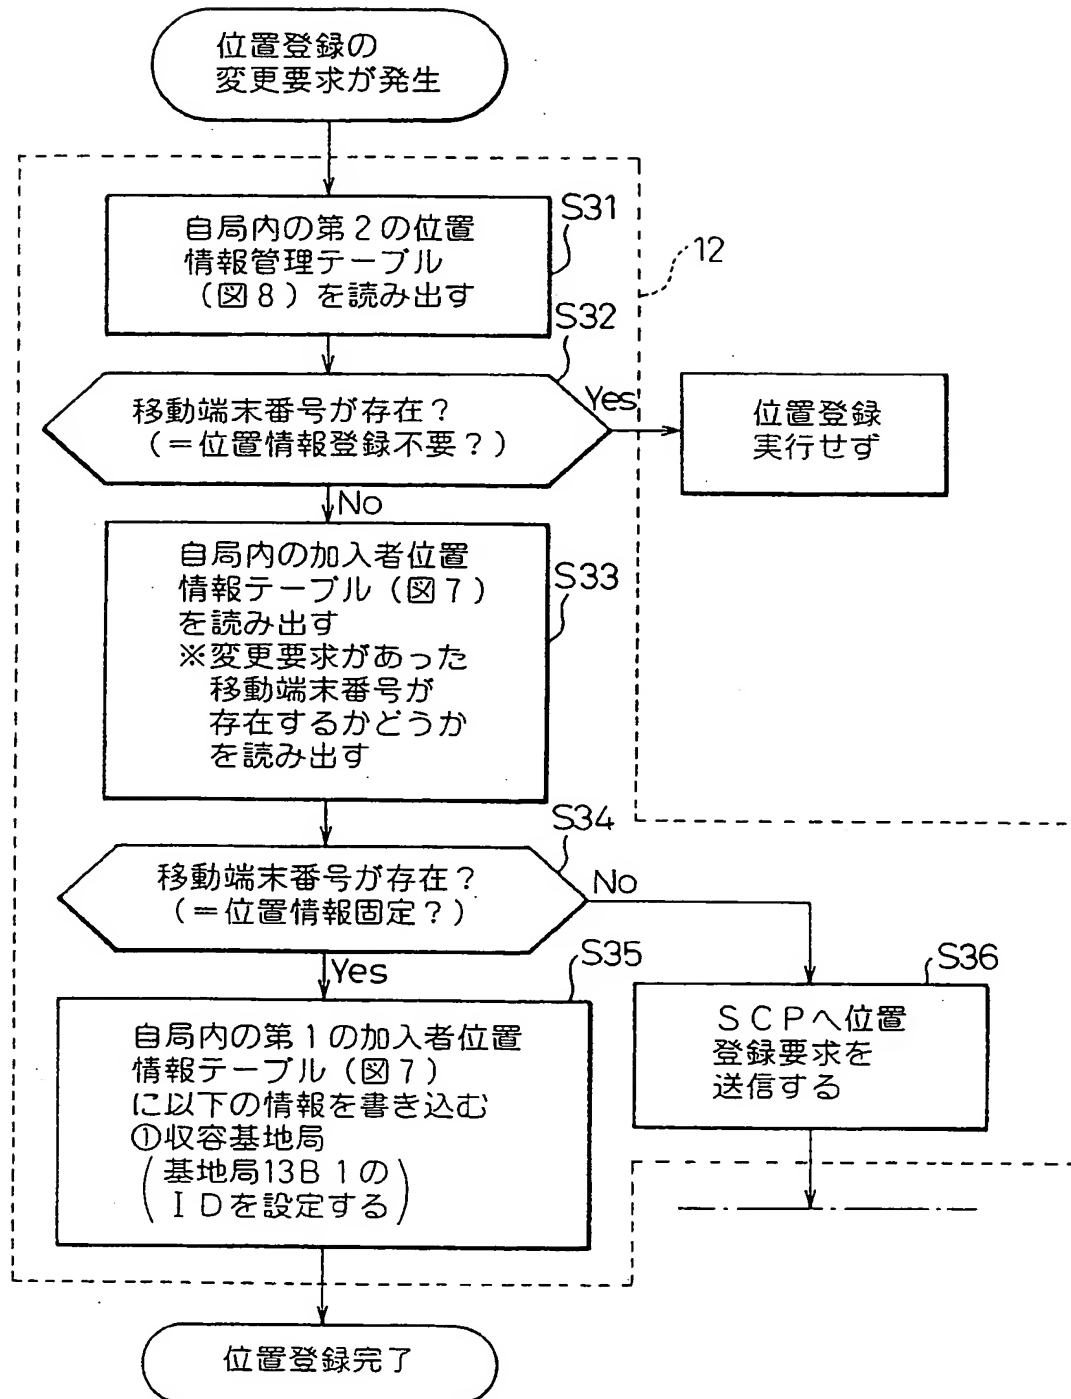 位置登録の
変更要求が発生
S31
自局内の第2の位置
情報管理テーブル
(図8)を読み出す
12
S32
移動端末番号が存在?
(=位置情報登録不要?)
Yes
位置登録
実行せず
No
自局内の加入者位置
情報テーブル(図7)
を読み出す
※変更要求があった
移動端末番号が
存在するかどうか
を読み出す
S33
S34
移動端末番号が存在?
(=位置情報固定?)
No
Yes
S35
自局内の第1の加入者位置
情報テーブル(図7)
に以下の情報を書き込む
①収容基地局
(基地局13B1の
IDを設定する)
S36
SCPへ位置
登録要求を
送信する
位置登録完了